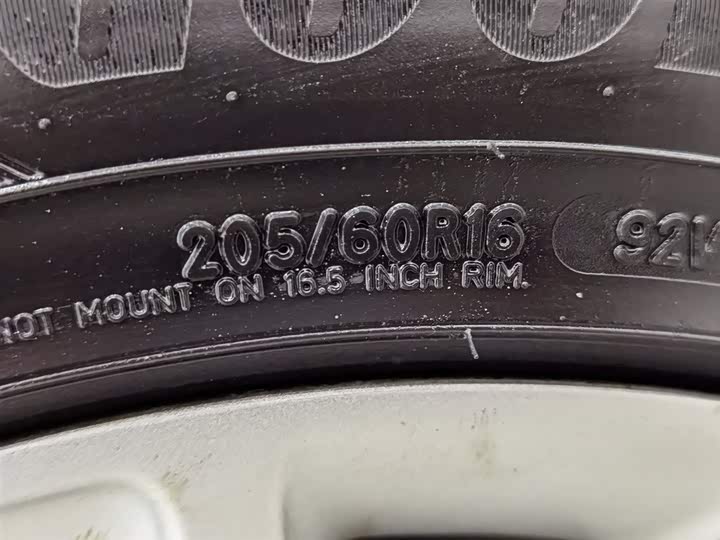 205/60R16
NOT MOUNT ON 16.5-INCH RIM.